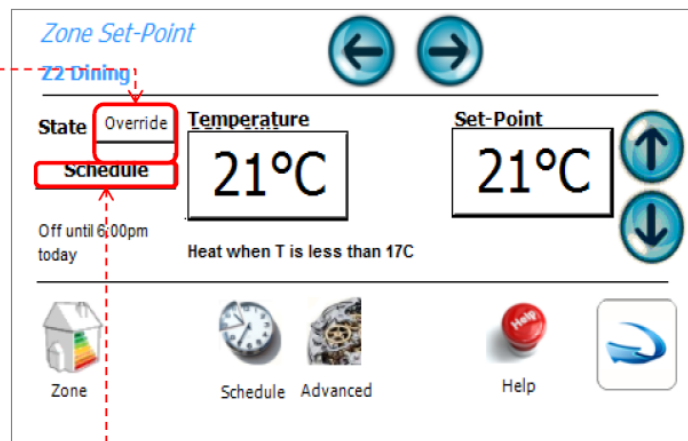 Zone Set-Point
Z2 Dining
State
Override
Temperature
Set-Point
21°C
21°C
Schedule
Off until 6:00pm
today
Heat when T is less than 17C
Help
Zone
Schedule
Advanced
Help